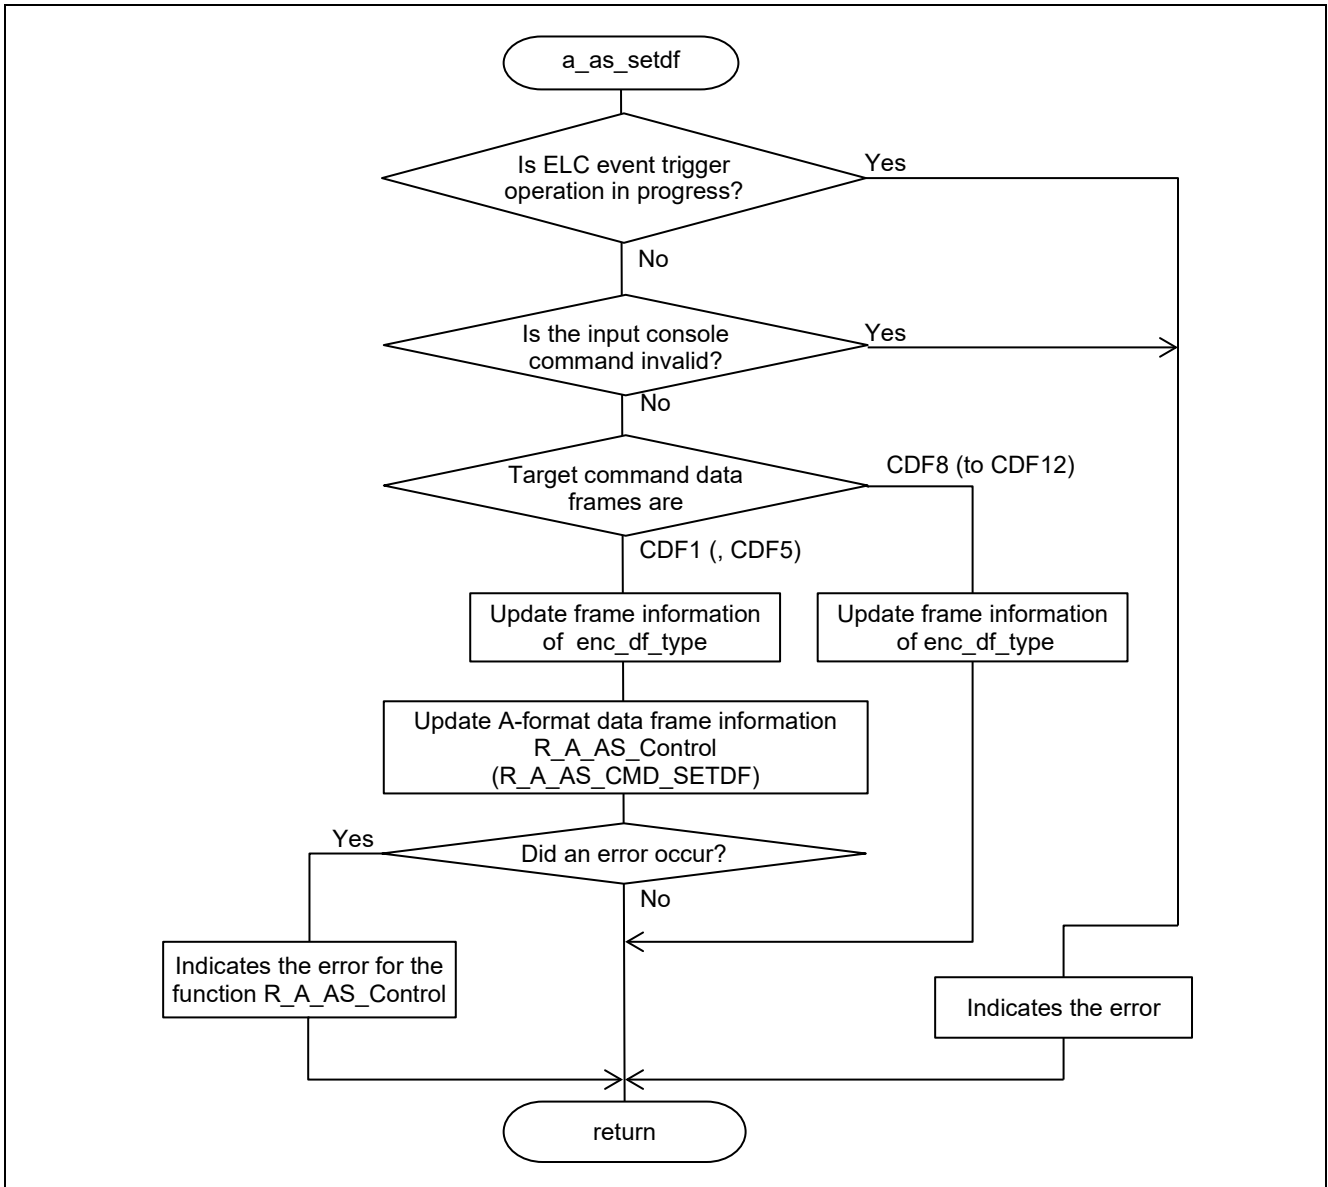 a_as_setdf
Is ELC event trigger
operation in progress?
Yes
No
Is the input console
command invalid?
Yes
No
Target command data
frames are
CDF8 (to CDF12)
CDF1 (, CDF5)
Update frame information
of enc_df_type
Update frame information
of enc_df_type
Update A-format data frame information
R_A_AS_Control
(R_A_AS_CMD_SETDF)
Did an error occur?
Yes
No
Indicates the error for the
function R_A_AS_Control
Indicates the error
return